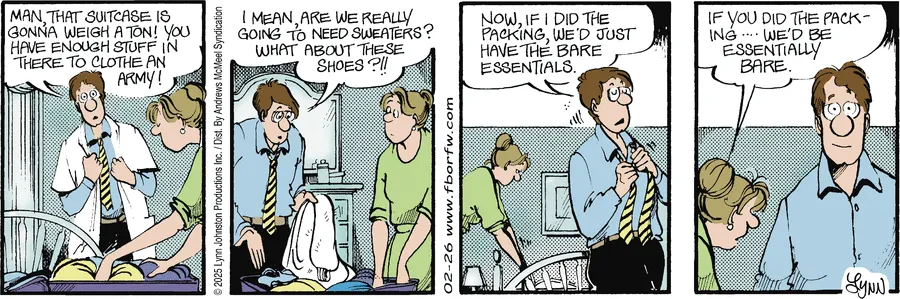 MAN, THAT SUITCASE IS
GONNA WEIGH A TON! YOU
HAVE ENOUGH STUFF IN
THERE TO CLOTHE AN
ARMY!
© 2025 Lynn Johnston Productions Inc. / Dist. By Andrews McMeel Syndication
I MEAN, ARE WE REALLY
GOING TO NEED SWEATERS?
WHAT ABOUT THESE
SHOES?!!
02-26 www.fborfw.com
NOW, IF I DID THE
PACKING, WE'D JUST
HAVE THE BARE
ESSENTIALS.
IF YOU DID THE PACK-
ING .... WE'D BE
ESSENTIALLY
BARE.
LYNN